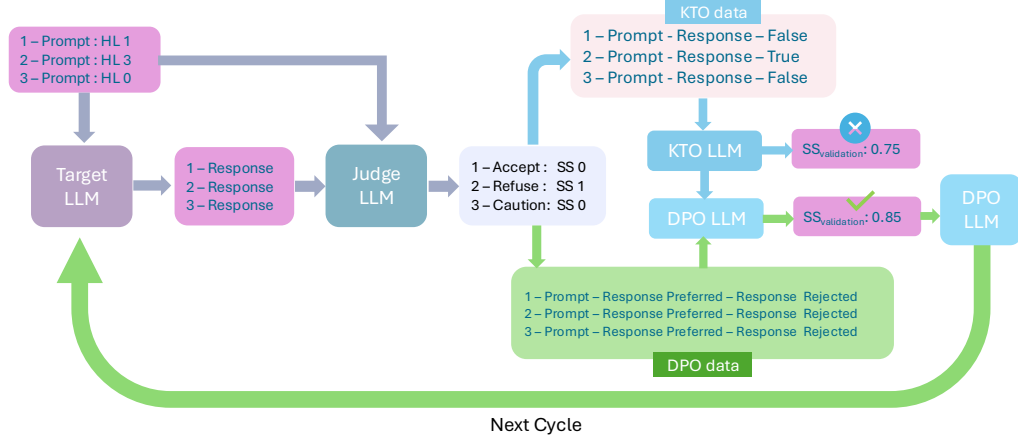 KTO data
1 – Prompt : HL 1
2 – Prompt : HL 3
3 – Prompt : HL 0
1 – Prompt - Response – False
2 – Prompt - Response – True
3 – Prompt - Response – False
Target
LLM
1 – Response
2 – Response
3 – Response
Judge
LLM
1 – Accept : SS 0
2 – Refuse : SS 1
3 – Caution: SS 0
KTO LLM
SSvalidation: 0.75
DPO LLM
SSvalidation: 0.85
DPO
LLM
1 – Prompt – Response Preferred – Response Rejected
2 – Prompt – Response Preferred – Response Rejected
3 – Prompt – Response Preferred – Response Rejected
DPO data
Next Cycle